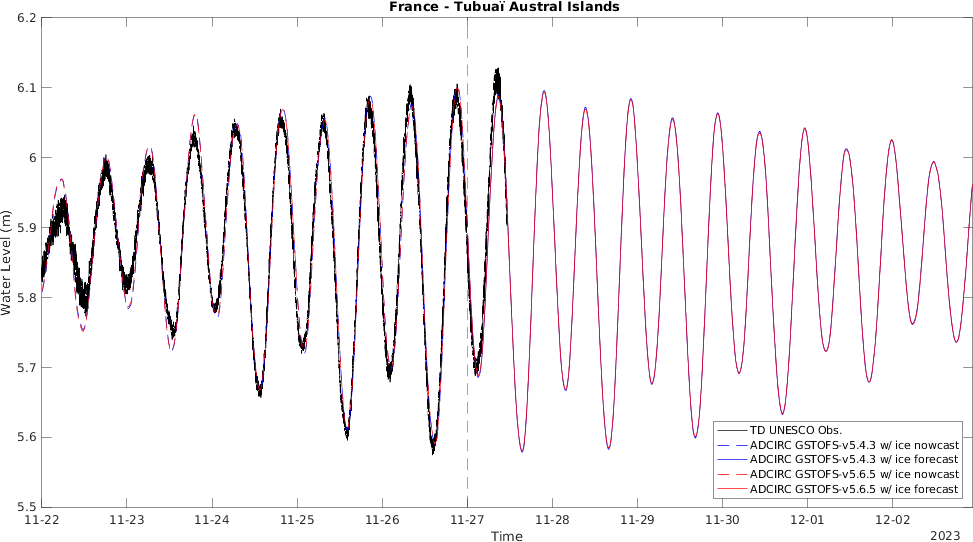 France - Tubuaï Austral Islands
6.2
6.1
6
5.9
5.8
5.7
5.6
5.5
Water Level (m)
TD UNESCO Obs.
ADCIRC GSTOFS-v5.4.3 w/ ice nowcast
ADCIRC GSTOFS-v5.4.3 w/ ice forecast
ADCIRC GSTOFS-v5.6.5 w/ ice nowcast
ADCIRC GSTOFS-v5.6.5 w/ ice forecast
11-22 11-23 11-24 11-25 11-26 11-27 11-28 11-29 11-30 12-01 12-02
Time
2023